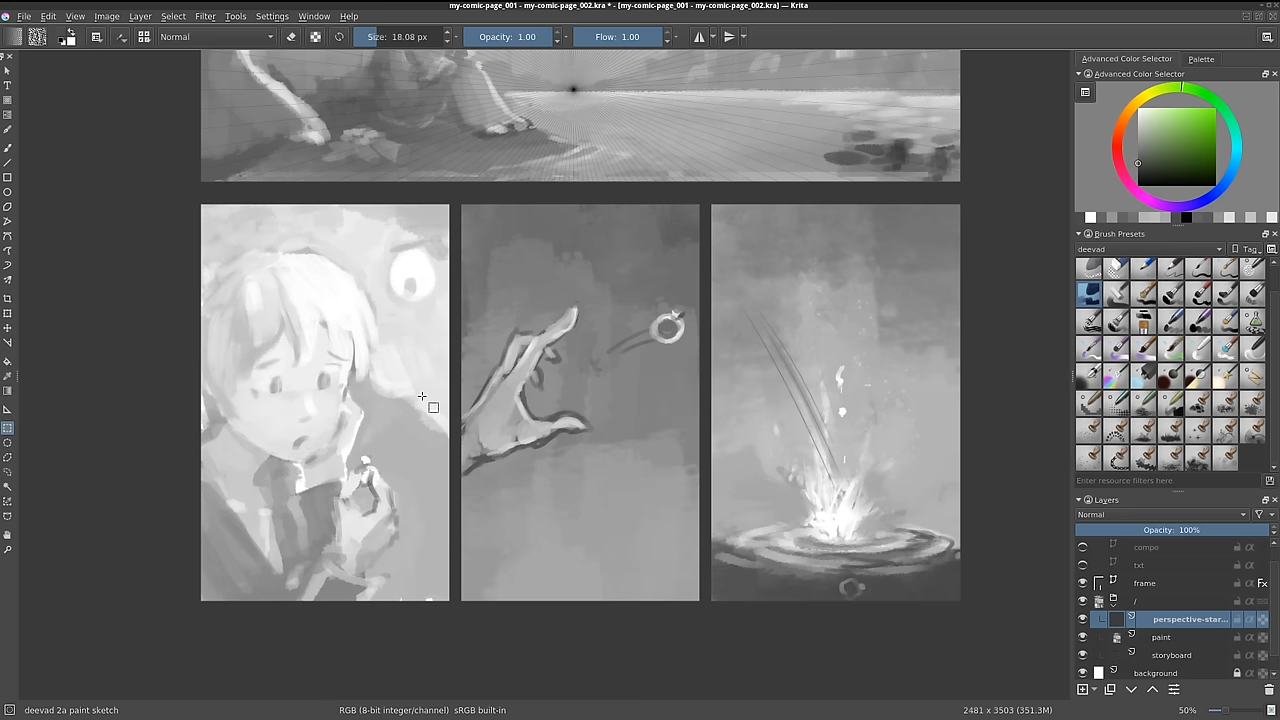 my-comic-page_001 - my-comic-page_002.kra * - [my-comic-page_001 - my-comic-page_002.kra] — Krita
File Edit View Image Layer Select Filter Tools Settings Window Help
Normal Size: 18.08 px Opacity: 1.00 Flow: 1.00
Advanced Color Selector Palette
Advanced Color Selector
Brush Presets
deevad Tag
Enter resource filters here
Layers
Normal
Opacity: 100%
compo
txt
frame Fx
/
perspective-star...
paint
storyboard
background
deevad 2a paint sketch RGB (8-bit integer/channel) sRGB built-in 2481 x 3503 (351.3M) 50%